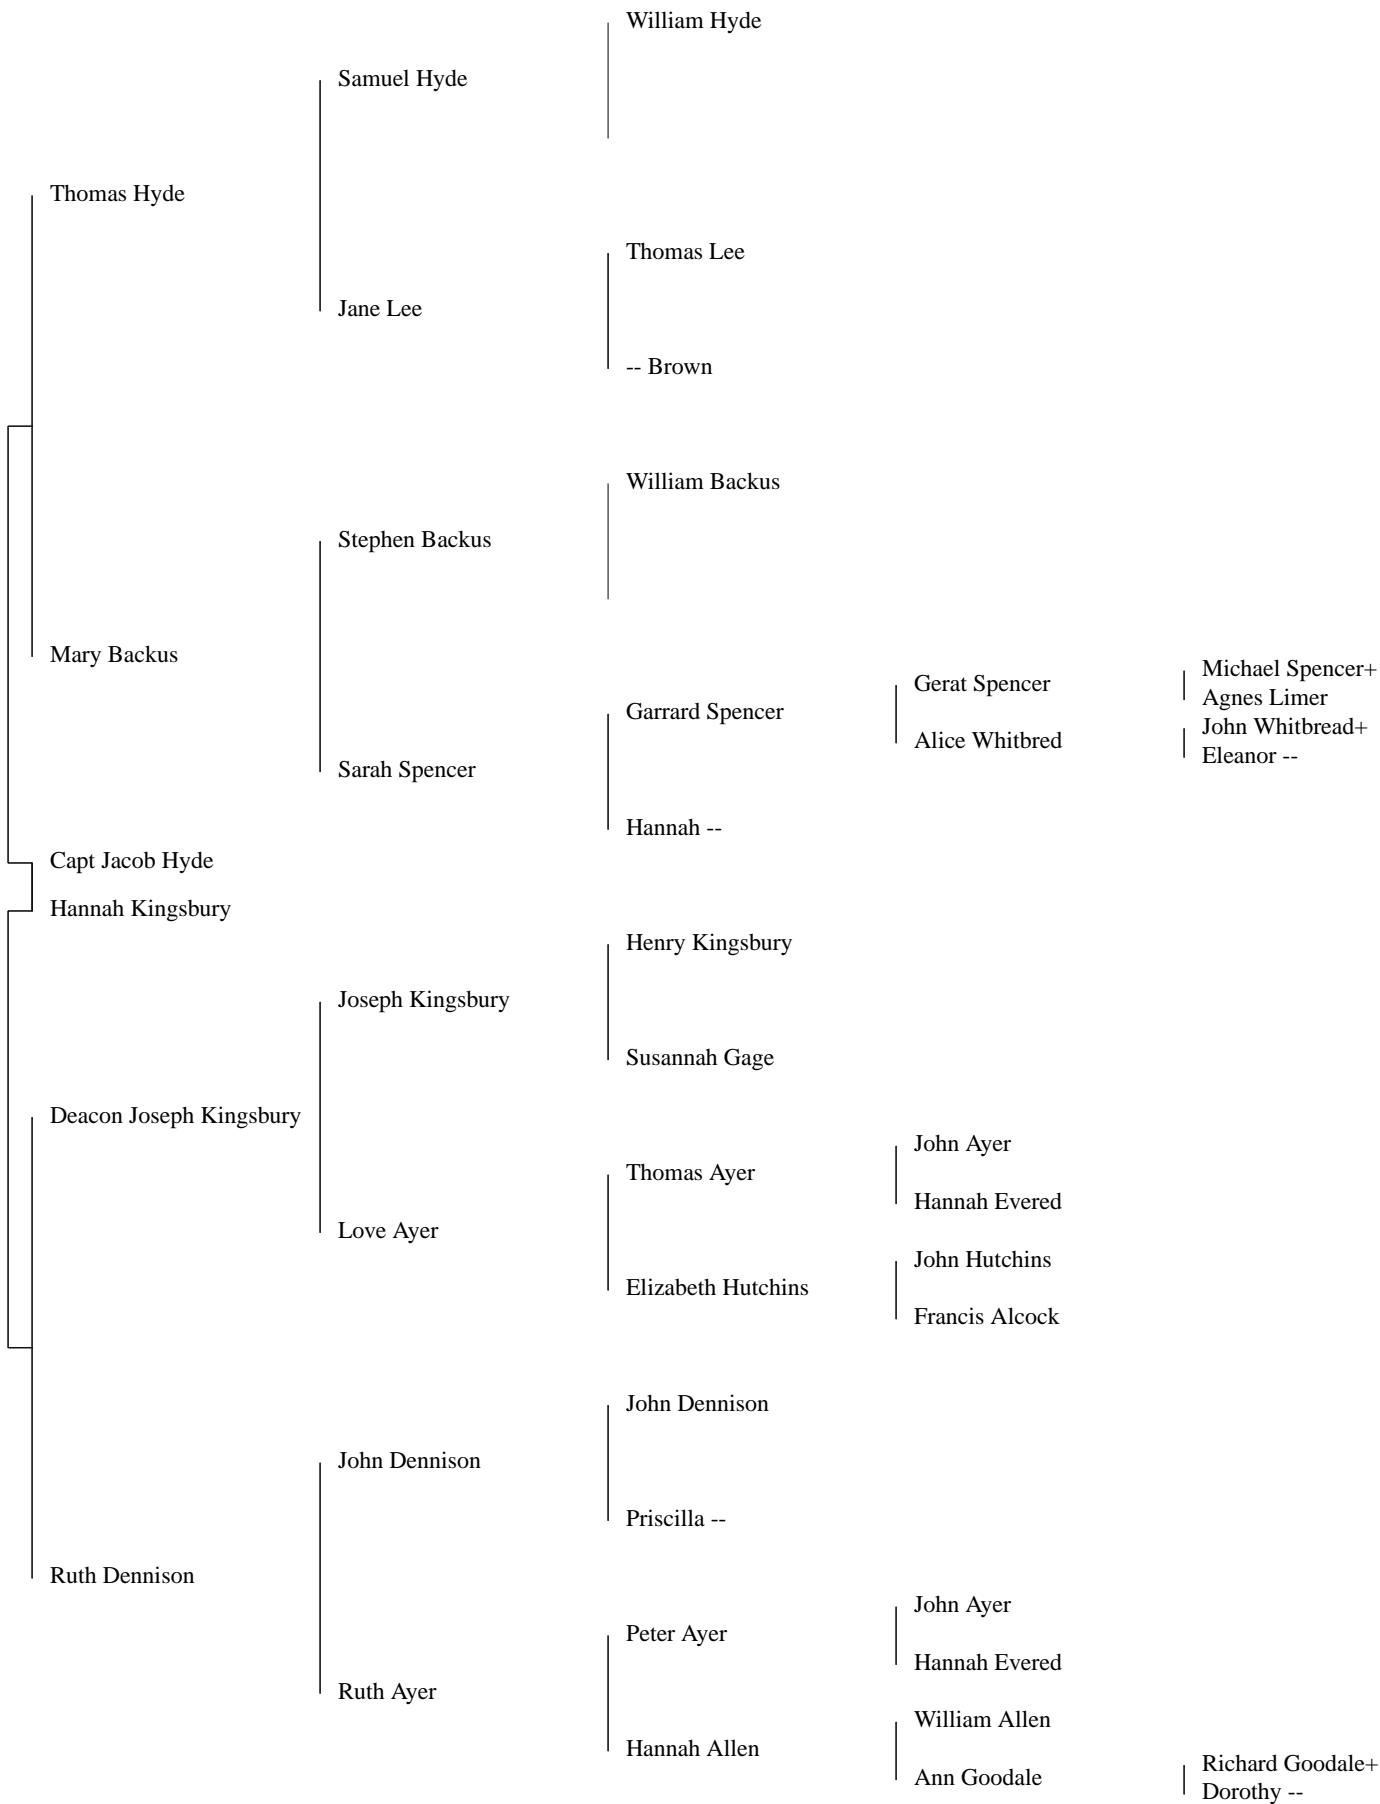 William Hyde
Samuel Hyde
Thomas Hyde
Thomas Lee
Jane Lee
-- Brown
William Backus
Stephen Backus
Mary Backus
Michael Spencer+
Gerat Spencer
Agnes Limer
Garrard Spencer
John Whitbread+
Alice Whitbred
Eleanor --
Sarah Spencer
Hannah --
Capt Jacob Hyde
Hannah Kingsbury
Henry Kingsbury
Joseph Kingsbury
Susannah Gage
Deacon Joseph Kingsbury
John Ayer
Thomas Ayer
Hannah Evered
Love Ayer
John Hutchins
Elizabeth Hutchins
Francis Alcock
John Dennison
John Dennison
Priscilla --
Ruth Dennison
John Ayer
Peter Ayer
Hannah Evered
Ruth Ayer
William Allen
Hannah Allen
Richard Goodale+
Ann Goodale
Dorothy --